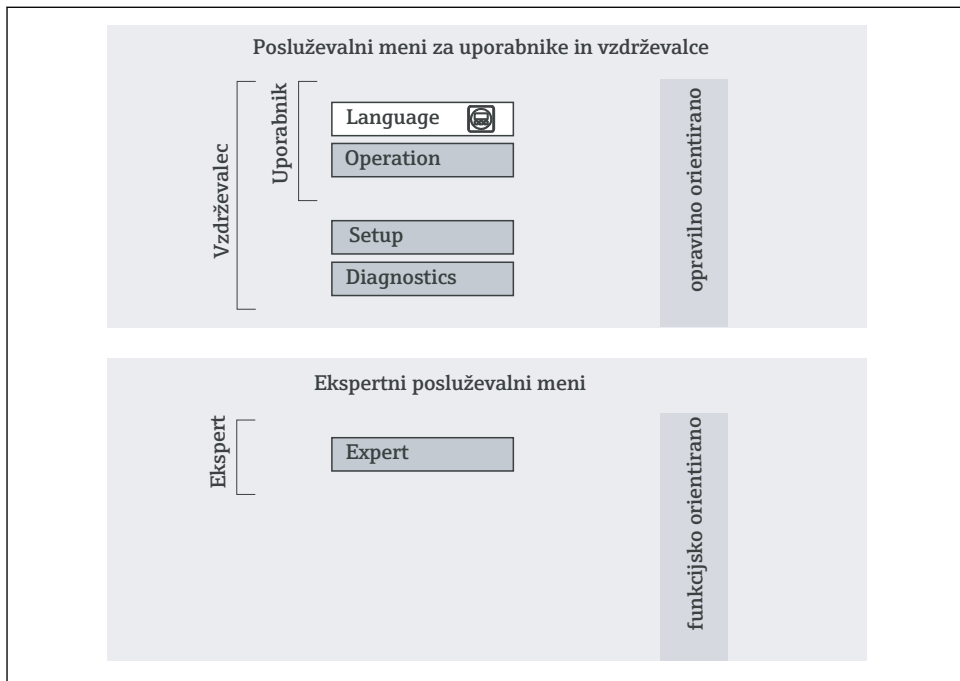 Posluževalni meni za uporabnike in vzdrževalce
Vzdrževalec
Uporabnik
Language
Operation
Setup
Diagnostics
opravilno orientirano
Ekspertni posluževalni meni
Ekspert
Expert
funkcijsko orientirano